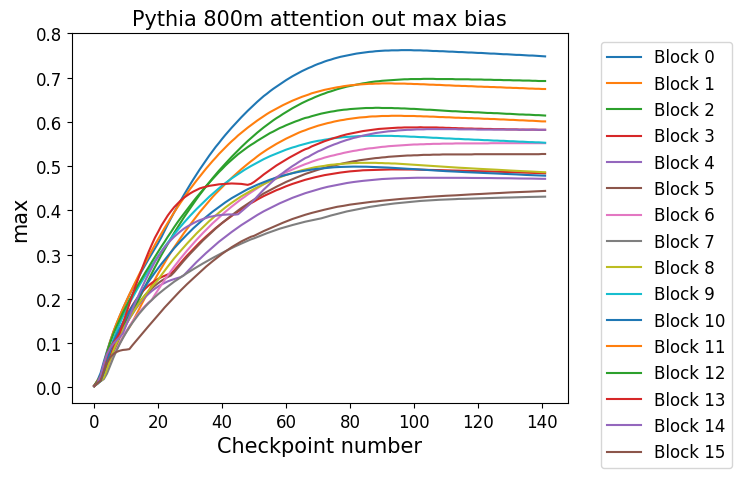 Pythia 800m attention out max bias
max
0.8
0.7
0.6
0.5
0.4
0.3
0.2
0.1
0.0
0 20 40 60 80 100 120 140
Checkpoint number
Block 0
Block 1
Block 2
Block 3
Block 4
Block 5
Block 6
Block 7
Block 8
Block 9
Block 10
Block 11
Block 12
Block 13
Block 14
Block 15